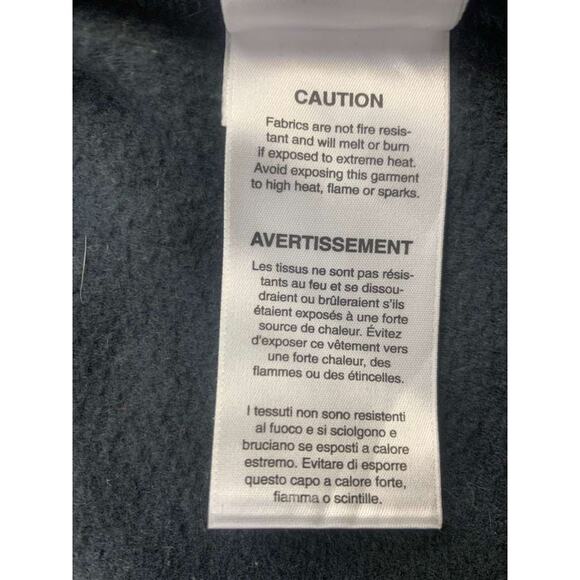 CAUTION
Fabrics are not fire resis-
tant and will melt or burn
if exposed to extreme heat.
Avoid exposing this garment
to high heat, flame or sparks.
AVERTISSEMENT
Les tissus ne sont pas résis-
tants au feu et se dissou-
draient ou brûleraient s'ils
étaient exposés à une forte
source de chaleur. Évitez
d'exposer ce vêtement vers
une forte chaleur, des
flammes ou des étincelles.
I tessuti non sono resistenti
al fuoco e si sciolgono e
bruciano se esposti a calore
estremo. Evitare di esporre
questo capo a calore forte,
fiamma o scintille.